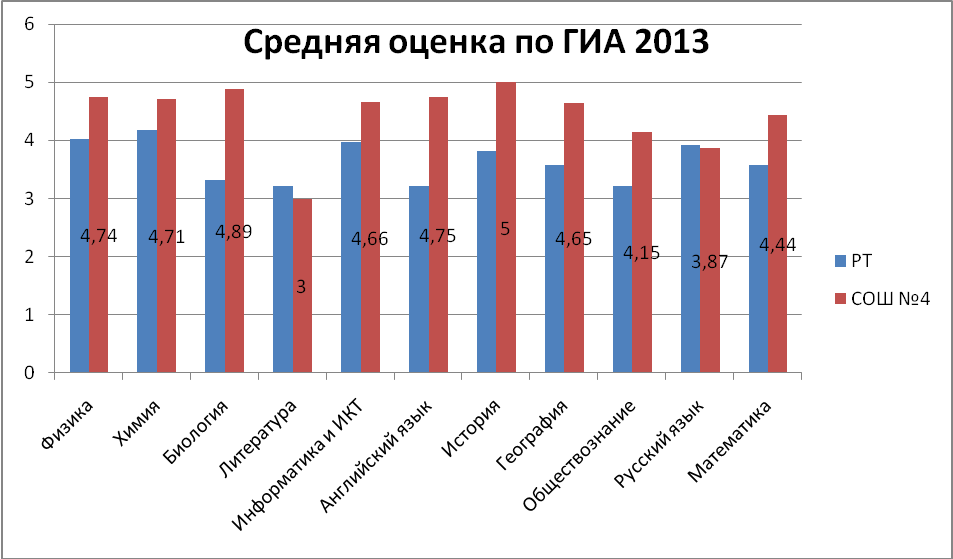 Средняя оценка по ГИА 2013
6
5
4
3
2
1
0
4,74
4,71
4,89
3
4,66
4,75
5
4,65
4,15
3,87
4,44
Физика
Химия
Биология
Литература
Информатика и ИКТ
Английский язык
История
География
Обществознание
Русский язык
Математика
РТ
СОШ №4